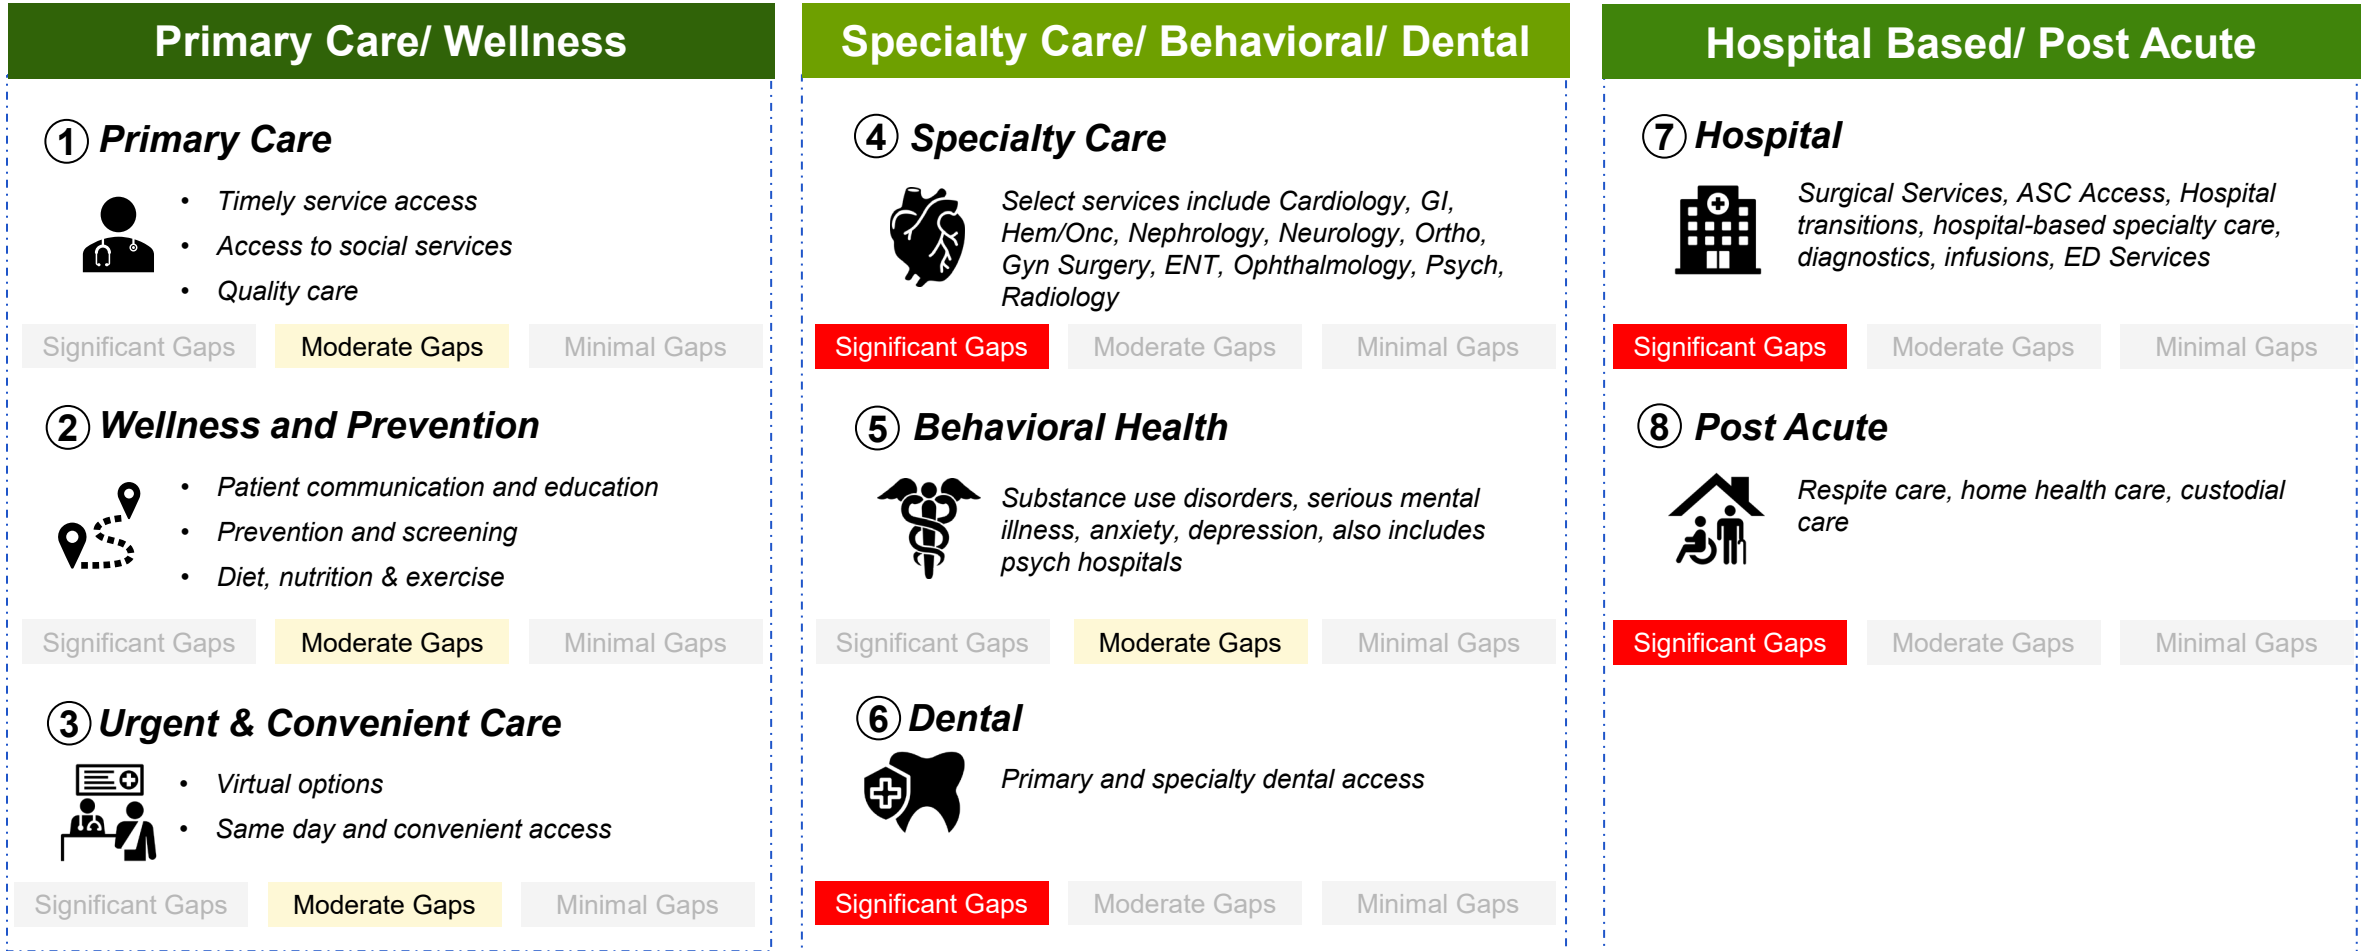 Primary Care/ Wellness
1 Primary Care
• Timely service access
• Access to social services
• Quality care
Significant Gaps Moderate Gaps Minimal Gaps
2 Wellness and Prevention
• Patient communication and education
• Prevention and screening
• Diet, nutrition & exercise
Significant Gaps Moderate Gaps Minimal Gaps
3 Urgent & Convenient Care
• Virtual options
• Same day and convenient access
Significant Gaps Moderate Gaps Minimal Gaps
Specialty Care/ Behavioral/ Dental
4 Specialty Care
Select services include Cardiology, GI,
Hem/Onc, Nephrology, Neurology, Ortho,
Gyn Surgery, ENT, Ophthalmology, Psych,
Radiology
Significant Gaps Moderate Gaps Minimal Gaps
5 Behavioral Health
Substance use disorders, serious mental
illness, anxiety, depression, also includes
psych hospitals
Significant Gaps Moderate Gaps Minimal Gaps
6 Dental
Primary and specialty dental access
Significant Gaps Moderate Gaps Minimal Gaps
Hospital Based/ Post Acute
7 Hospital
Surgical Services, ASC Access, Hospital
transitions, hospital-based specialty care,
diagnostics, infusions, ED Services
Significant Gaps Moderate Gaps Minimal Gaps
8 Post Acute
Respite care, home health care, custodial
care
Significant Gaps Moderate Gaps Minimal Gaps